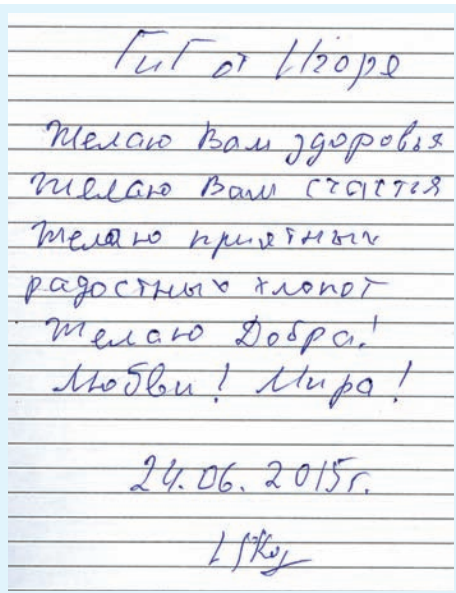 ГиГ от Игоря
Желаю Вам здоровья
Желаю Вам счастья
Желаю приятных
радостных хлопот
Желаю Добра!
Любви! Мира!
24.06.2015г.